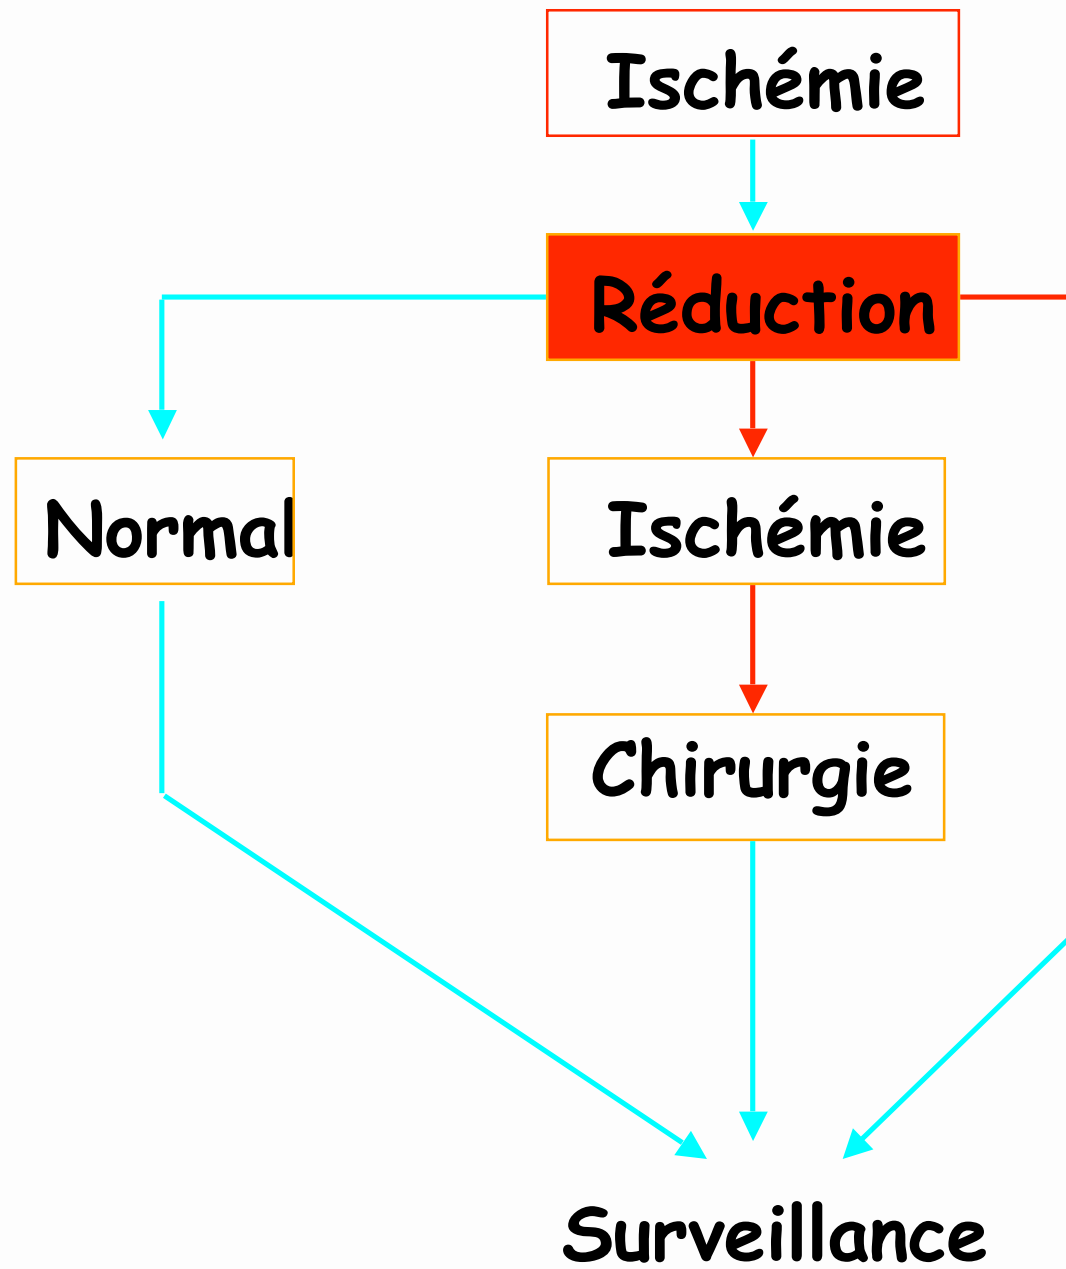 Ischémie
Réduction
Normal
Ischémie
Chirurgie
Surveillance